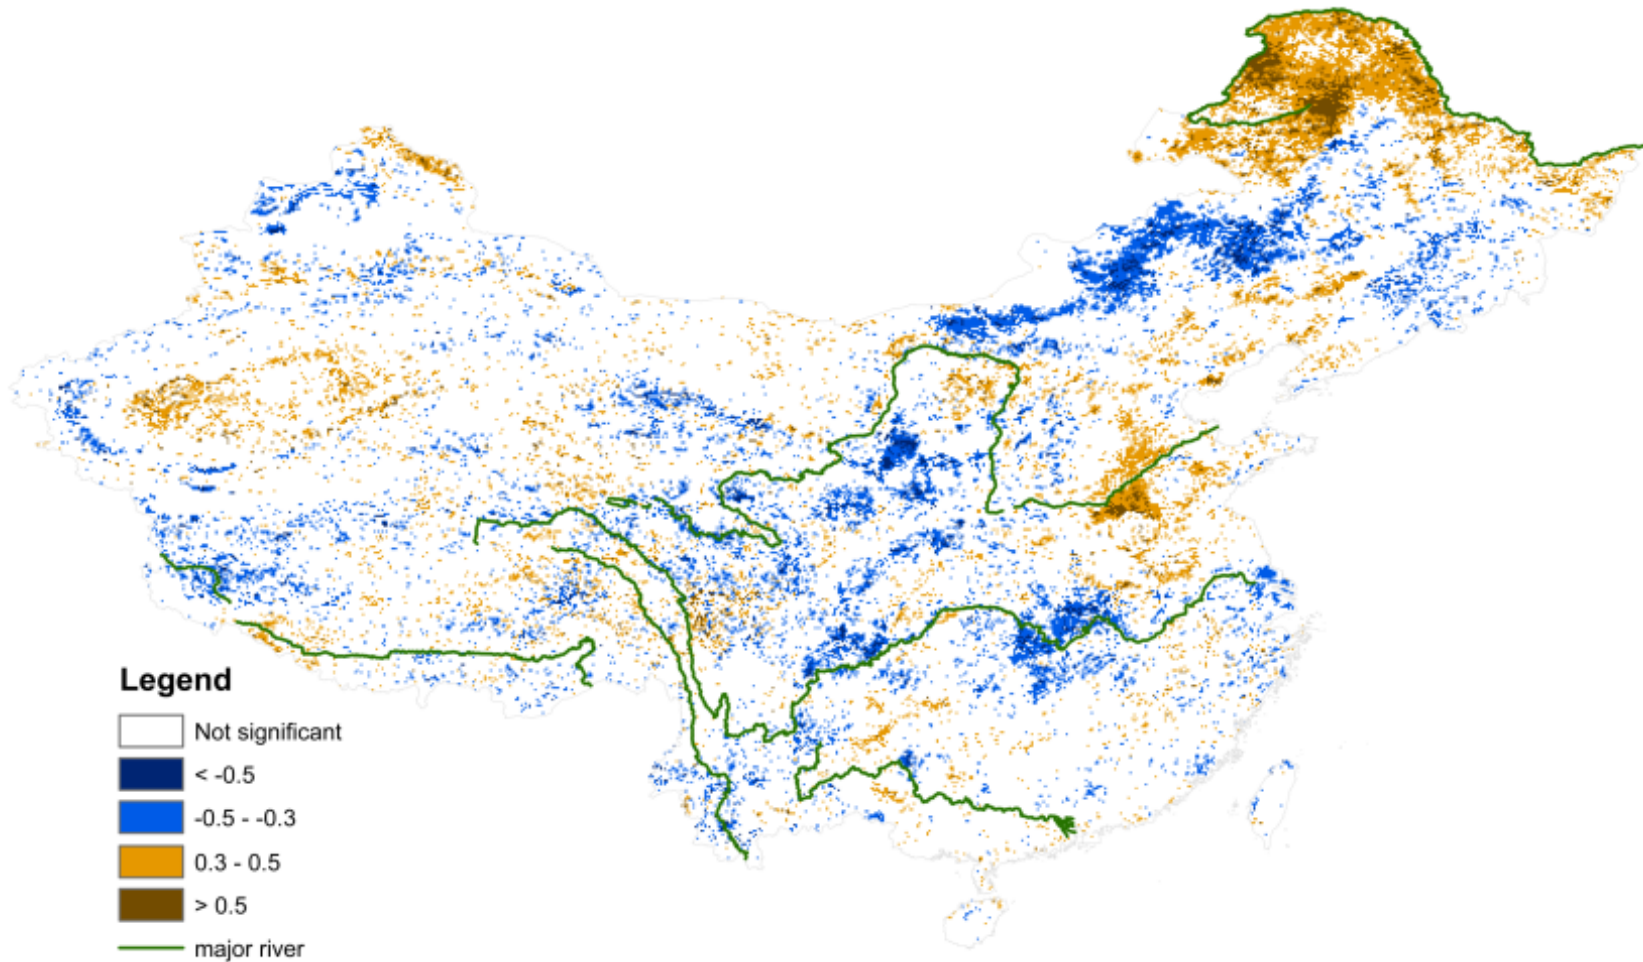 Legend
Not significant
< -0.5
-0.5 - -0.3
0.3 - 0.5
> 0.5
major river